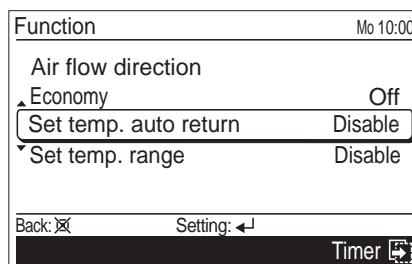 Function Mo 10:00
Air flow direction
Economy Off
Set temp. auto return Disable
Set temp. range Disable
Back: Setting:
Timer